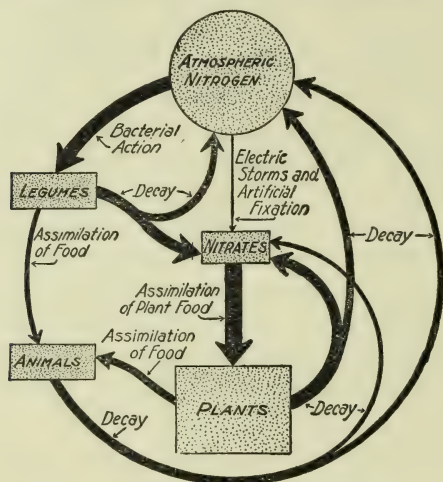 ATMOSPHERIC
NITROGEN
Bacterial
Action
Electric
Storms and
Artificial
Fixation
LEGUMES
Decay
Decay
Assimilation
of Food
NITRATES
Assimilation
of Plant Food
Assimilation
of Food
ANIMALS
PLANTS
Decay
Decay